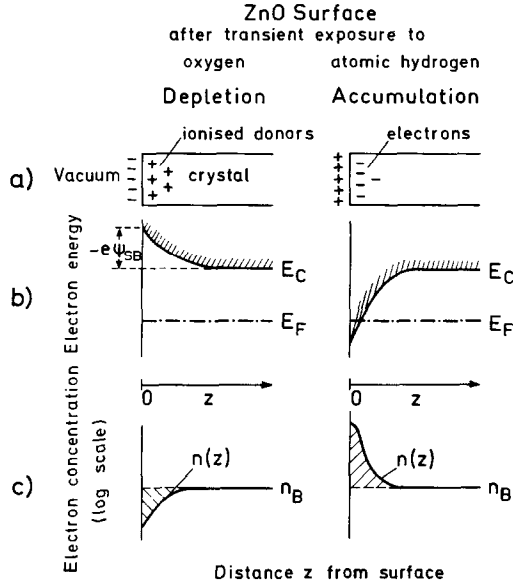 ZnO Surface
after transient exposure to
oxygen
atomic hydrogen
Depletion
Accumulation
ionised donors
electrons
a)
Vacuum
crystal
b)
Electron energy
-eψSB
EC
EF
EC
EF
0 z
0 z
c)
Electron concentration
(log scale)
n(z)
nB
n(z)
nB
Distance z from surface